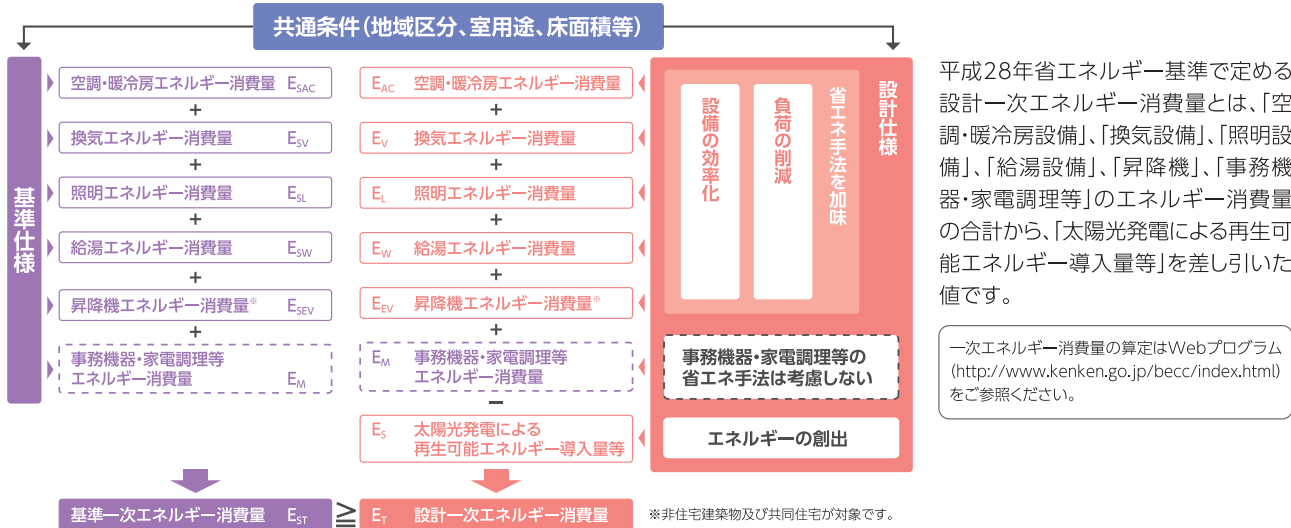 共通条件（地域区分、室用途、床面積等）
基準仕様
空調・暖冷房エネルギー消費量 ESAC
+
換気エネルギー消費量 ESV
+
照明エネルギー消費量 ESL
+
給湯エネルギー消費量 ESW
+
昇降機エネルギー消費量※ ESEV
+
事務機器・家電調理等
エネルギー消費量 EM
基準一次エネルギー消費量 EST
≧
EAC 空調・暖冷房エネルギー消費量
+
EV 換気エネルギー消費量
+
EL 照明エネルギー消費量
+
EW 給湯エネルギー消費量
+
EEV 昇降機エネルギー消費量※
+
EM 事務機器・家電調理等
エネルギー消費量
−
ES 太陽光発電による
再生可能エネルギー導入量等
ET 設計一次エネルギー消費量
設計仕様
省エネ手法を加味
負荷の削減
設備の効率化
事務機器・家電調理等の
省エネ手法は考慮しない
エネルギーの創出
※非住宅建築物及び共同住宅が対象です。
平成28年省エネルギー基準で定める
設計一次エネルギー消費量とは、「空
調・暖冷房設備」、「換気設備」、「照明設
備」、「給湯設備」、「昇降機」、「事務機
器・家電調理等」のエネルギー消費量
の合計から、「太陽光発電による再生可
能エネルギー導入量等」を差し引いた
値です。
一次エネルギー消費量の算定はWebプログラム
(http://www.kenken.go.jp/becc/index.html)
をご参照ください。